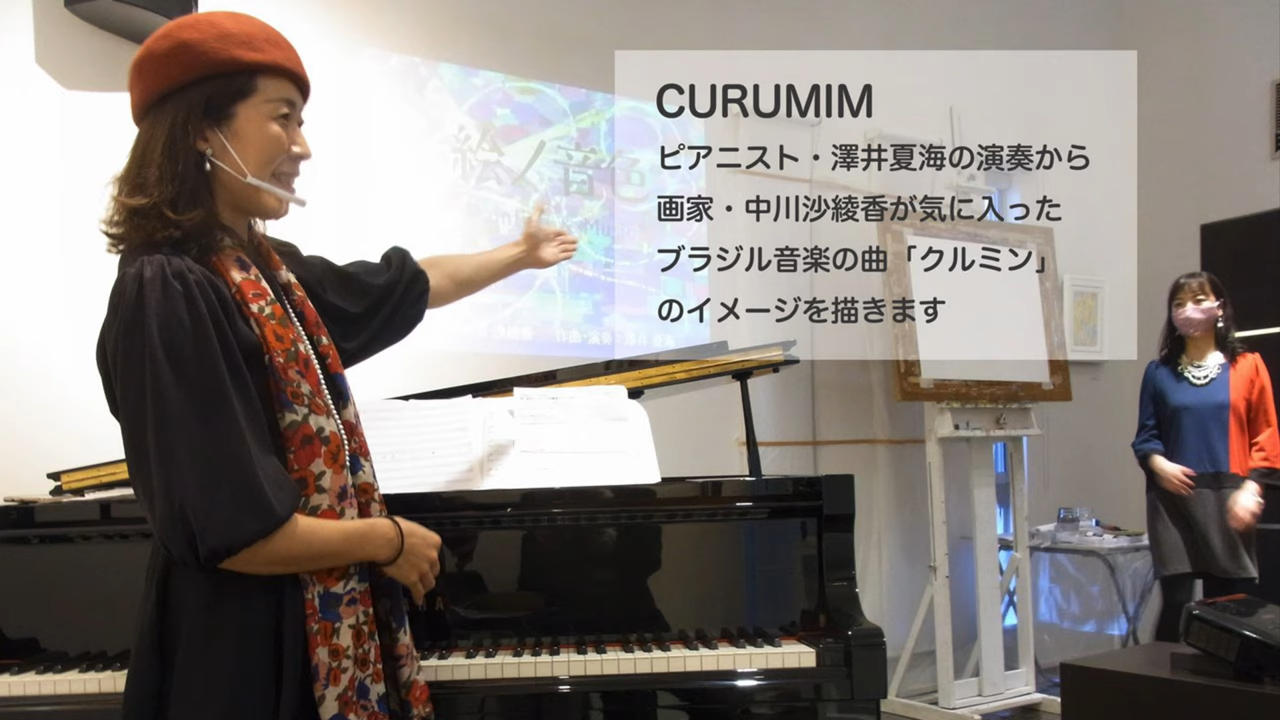 CURUMIM
ピアニスト・澤井夏海の演奏から
画家・中川沙綾香が気に入った
ブラジル音楽の曲「クルミン」
のイメージを描きます
絵ノ音色